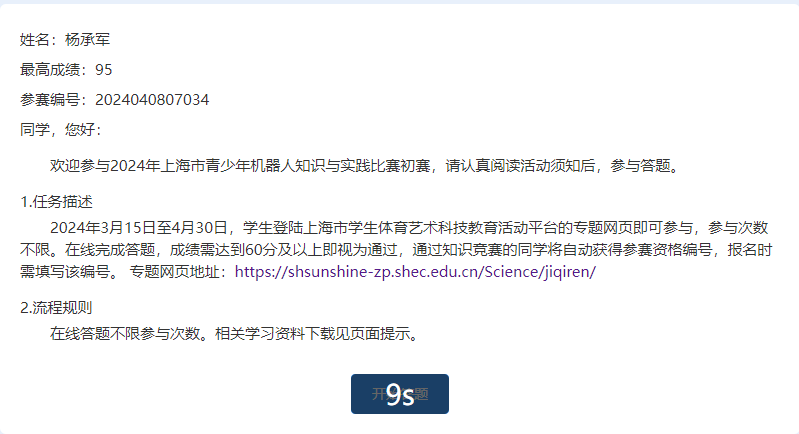 姓名：杨承军
最高成绩：95
参赛编号：2024040807034
同学，您好：
欢迎参与2024年上海市青少年机器人知识与实践比赛初赛，请认真阅读活动须知后，参与答题。
1.任务描述
2024年3月15日至4月30日，学生登陆上海市学生体育艺术科技教育活动平台的专题网页即可参与，参与次数
不限。在线完成答题，成绩需达到60分及以上即视为通过，通过知识竞赛的同学将自动获得参赛资格编号，报名时
需填写该编号。 专题网页地址：https://shsunshine-zp.shec.edu.cn/Science/jiqiren/
2.流程规则
在线答题不限参与次数。相关学习资料下载见页面提示。
9s